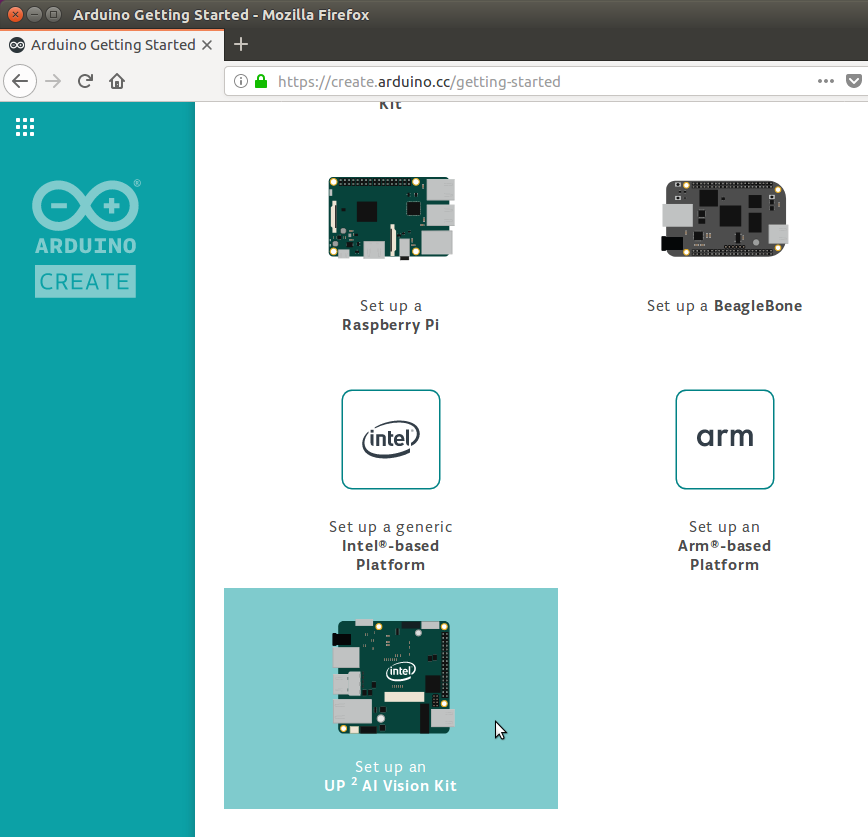 Arduino Getting Started - Mozilla Firefox
Arduino Getting Started
https://create.arduino.cc/getting-started
Kit
ARDUINO
CREATE
Set up a
Raspberry Pi
Set up a BeagleBone
intel
arm
Set up a generic
Intel®-based
Platform
Set up an
Arm®-based
Platform
intel
Set up an
UP ² AI Vision Kit